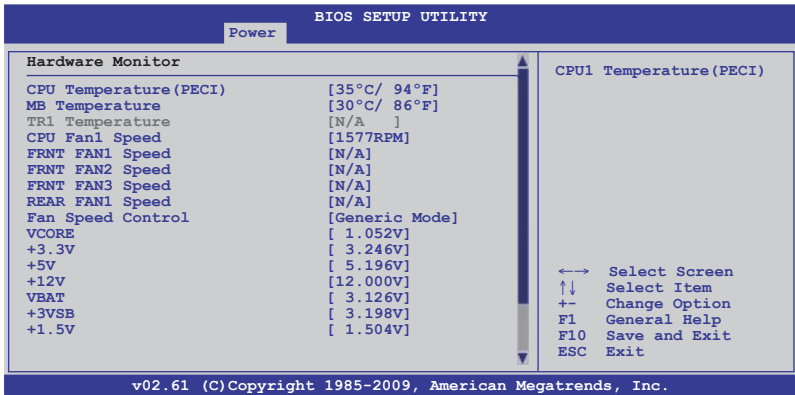 BIOS SETUP UTILITY
Power
Hardware Monitor
CPU Temperature(PECI) [35°C/ 94°F]
MB Temperature [30°C/ 86°F]
TR1 Temperature [N/A ]
CPU Fan1 Speed [1577RPM]
FRNT FAN1 Speed [N/A]
FRNT FAN2 Speed [N/A]
FRNT FAN3 Speed [N/A]
REAR FAN1 Speed [N/A]
Fan Speed Control [Generic Mode]
VCORE [ 1.052V]
+3.3V [ 3.246V]
+5V [ 5.196V]
+12V [12.000V]
VBAT [ 3.126V]
+3VSB [ 3.198V]
+1.5V [ 1.504V]
CPU1 Temperature(PECI)
←→ Select Screen
↑↓ Select Item
+- Change Option
F1 General Help
F10 Save and Exit
ESC Exit
v02.61 (C)Copyright 1985-2009, American Megatrends, Inc.